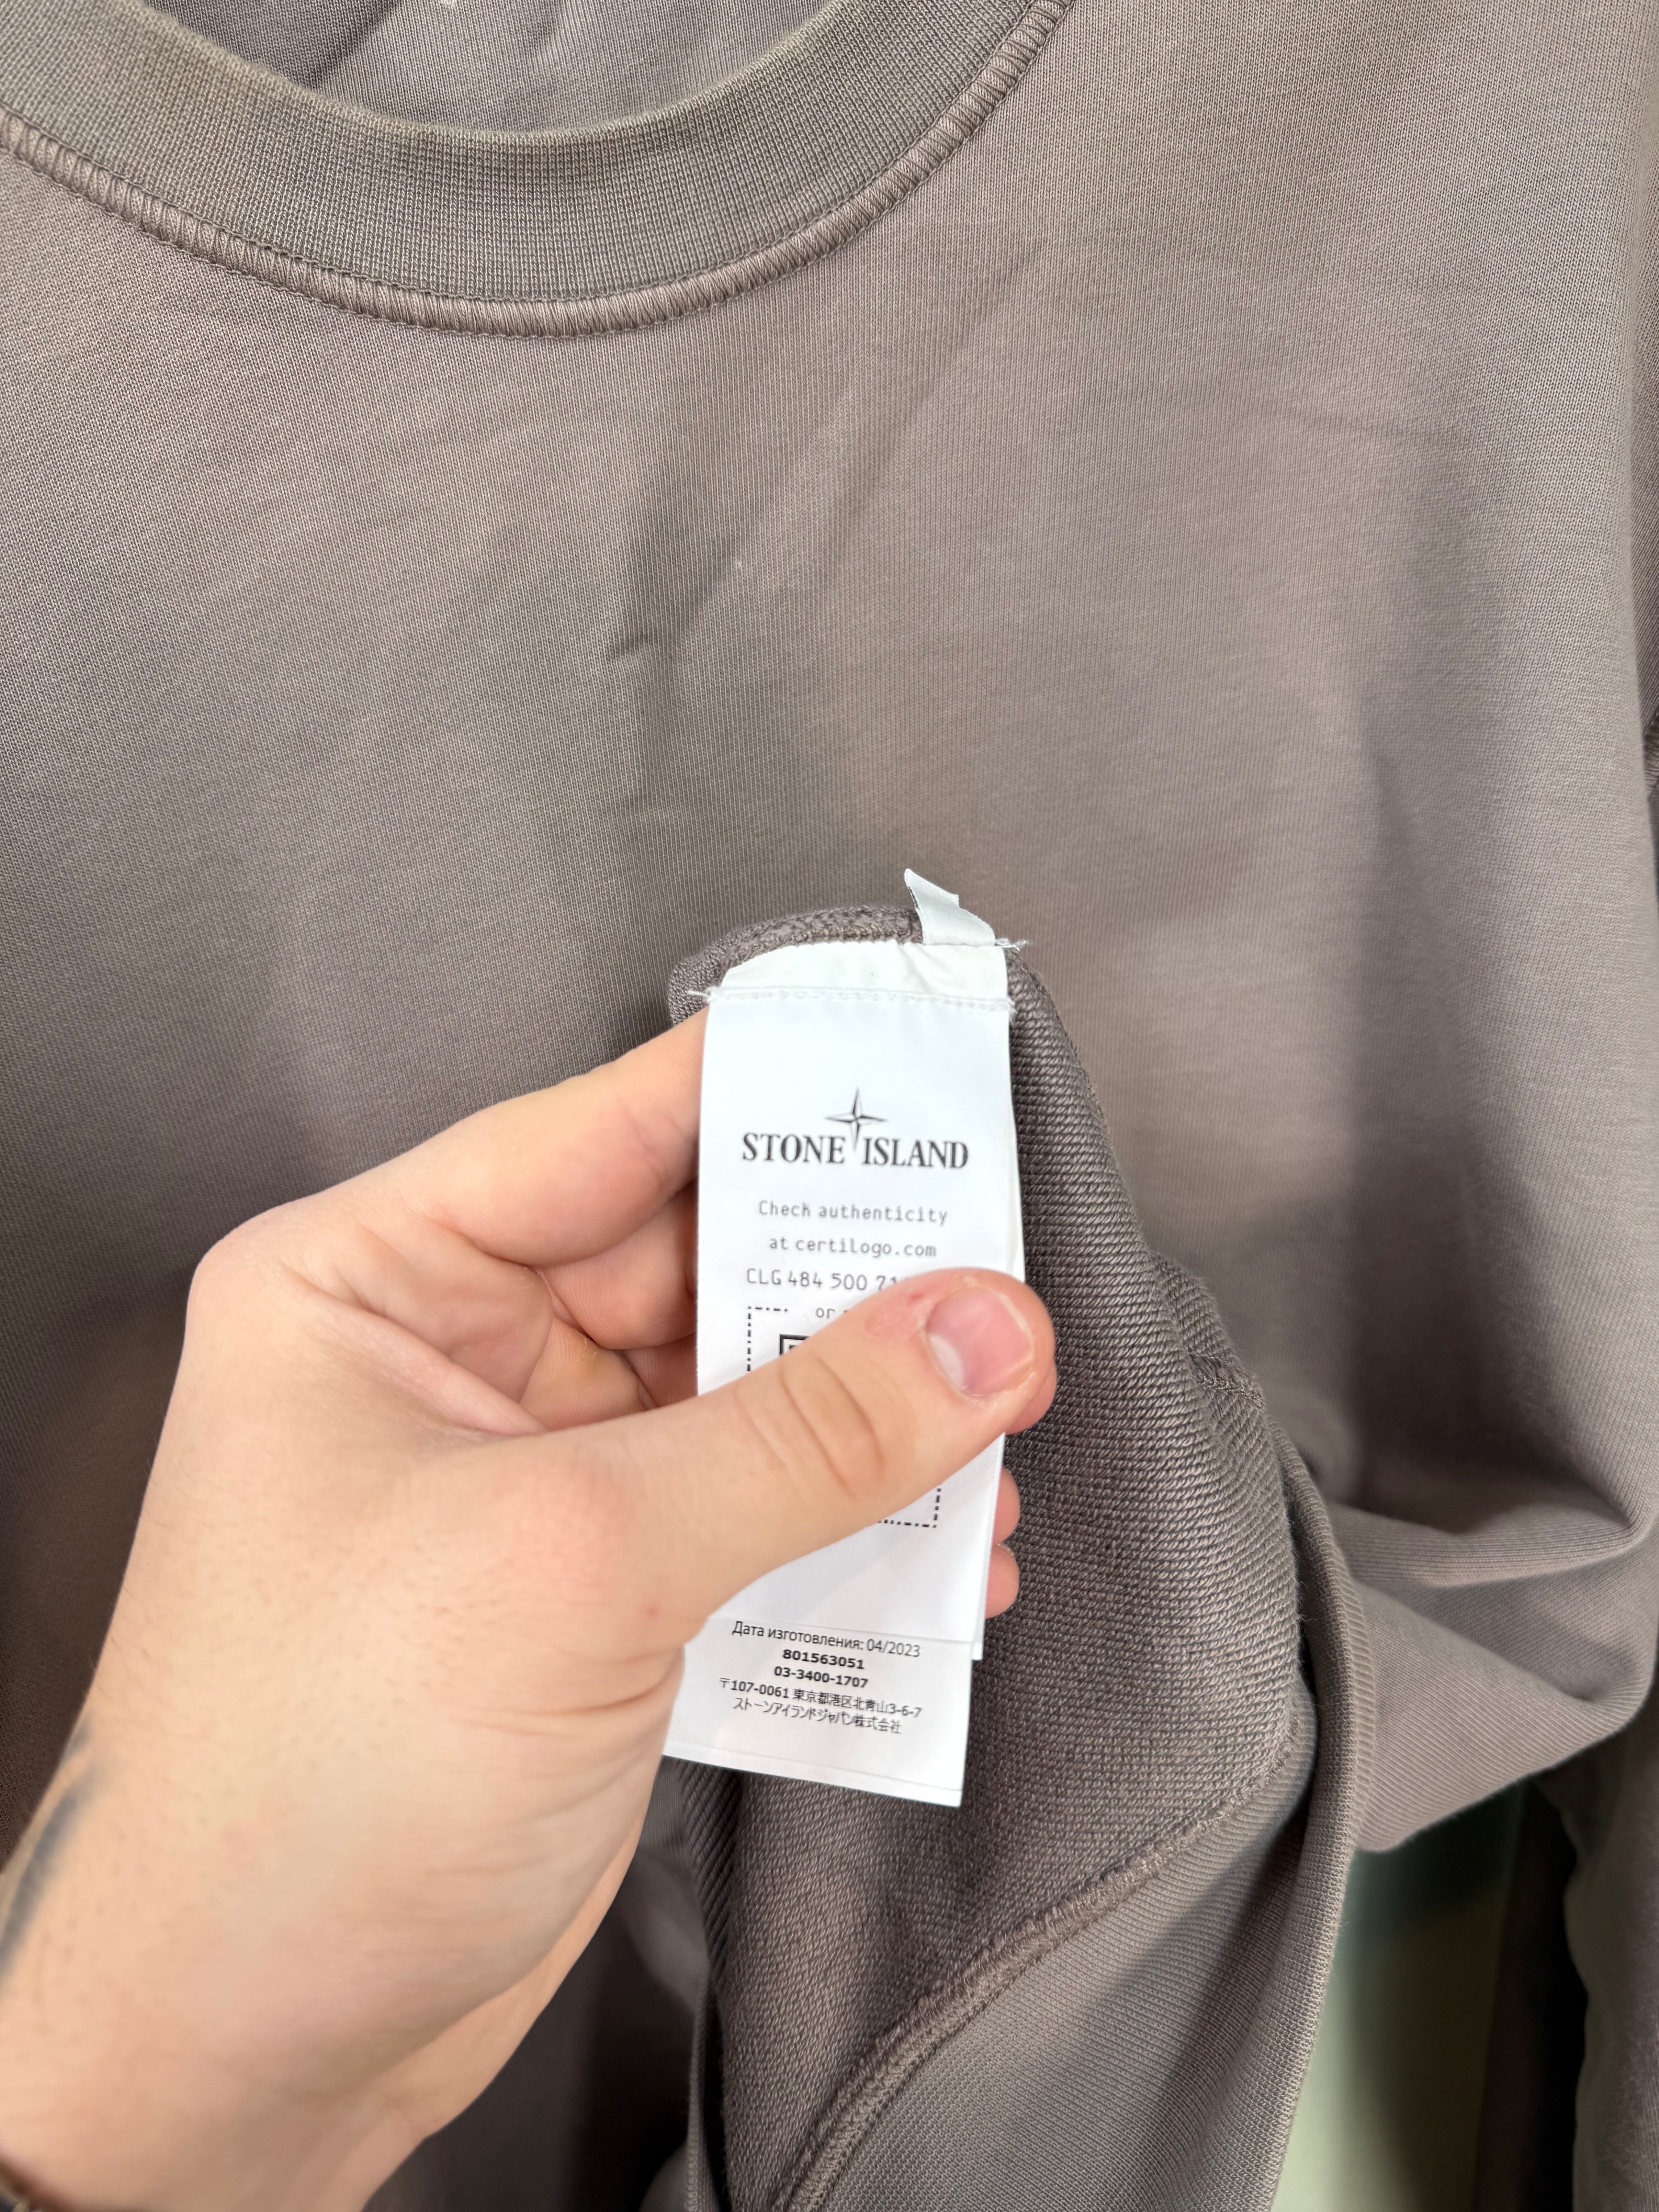 STONE ISLAND
Check authenticity
at certilogo.com
CLG 484 500
or
Дата изготовления: 04/2023
801563051
03-3400-1707
〒107-0061 東京都港区北青山3-6-7
ストーンアイランドジャパン株式会社